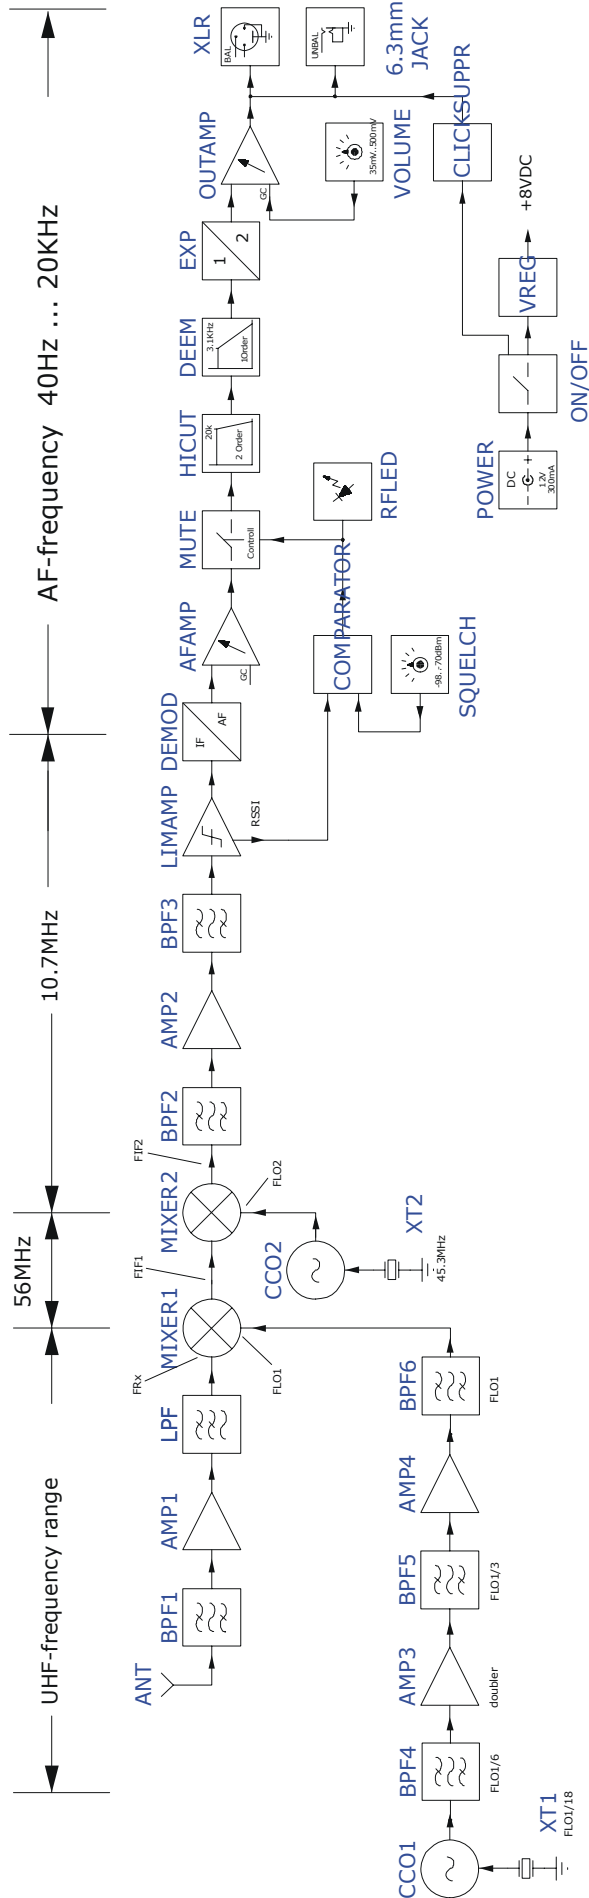 UHF-frequency range
56MHz
10.7MHz
AF-frequency 40Hz ... 20KHz
ANT
BPF1
AMP1
LPF
FRx
MIXER1
FLO1
FIF1
MIXER2
FLO2
FIF2
BPF2
AMP2
BPF3
LIMAMP
RSSI
DEMOD
IF
AF
AFAMP
GC
MUTE
Controll
HICUT
20k
2 Order
DEEM
3.1KHz
1Order
EXP
1
2
OUTAMP
GC
XLR
BAL
UNBAL
6.3mm
JACK
VOLUME
35mV..500mV
CLICKSUPPR
COMPARATOR
RFLED
SQUELCH
-98..-70dBm
POWER
DC
- +
12V
300mA
ON/OFF
VREG
+8VDC
CCO2
XT2
45.3MHz
CCO1
XT1
FLO1/18
BPF4
FLO1/6
AMP3
doubler
BPF5
FLO1/3
AMP4
BPF6
FLO1